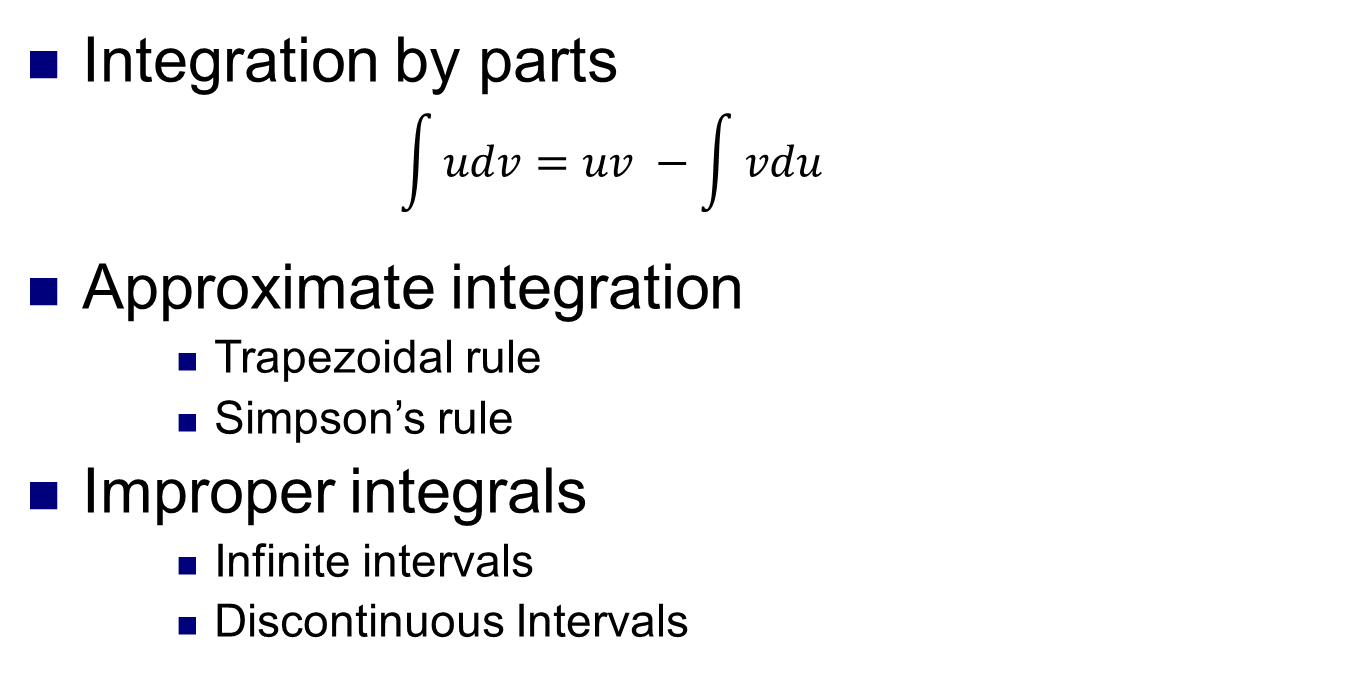 Integration by parts
∫ 𝑢𝑑𝑣 = 𝑢𝑣 − ∫ 𝑣𝑑𝑢
Approximate integration
Trapezoidal rule
Simpson’s rule
Improper integrals
Infinite intervals
Discontinuous Intervals